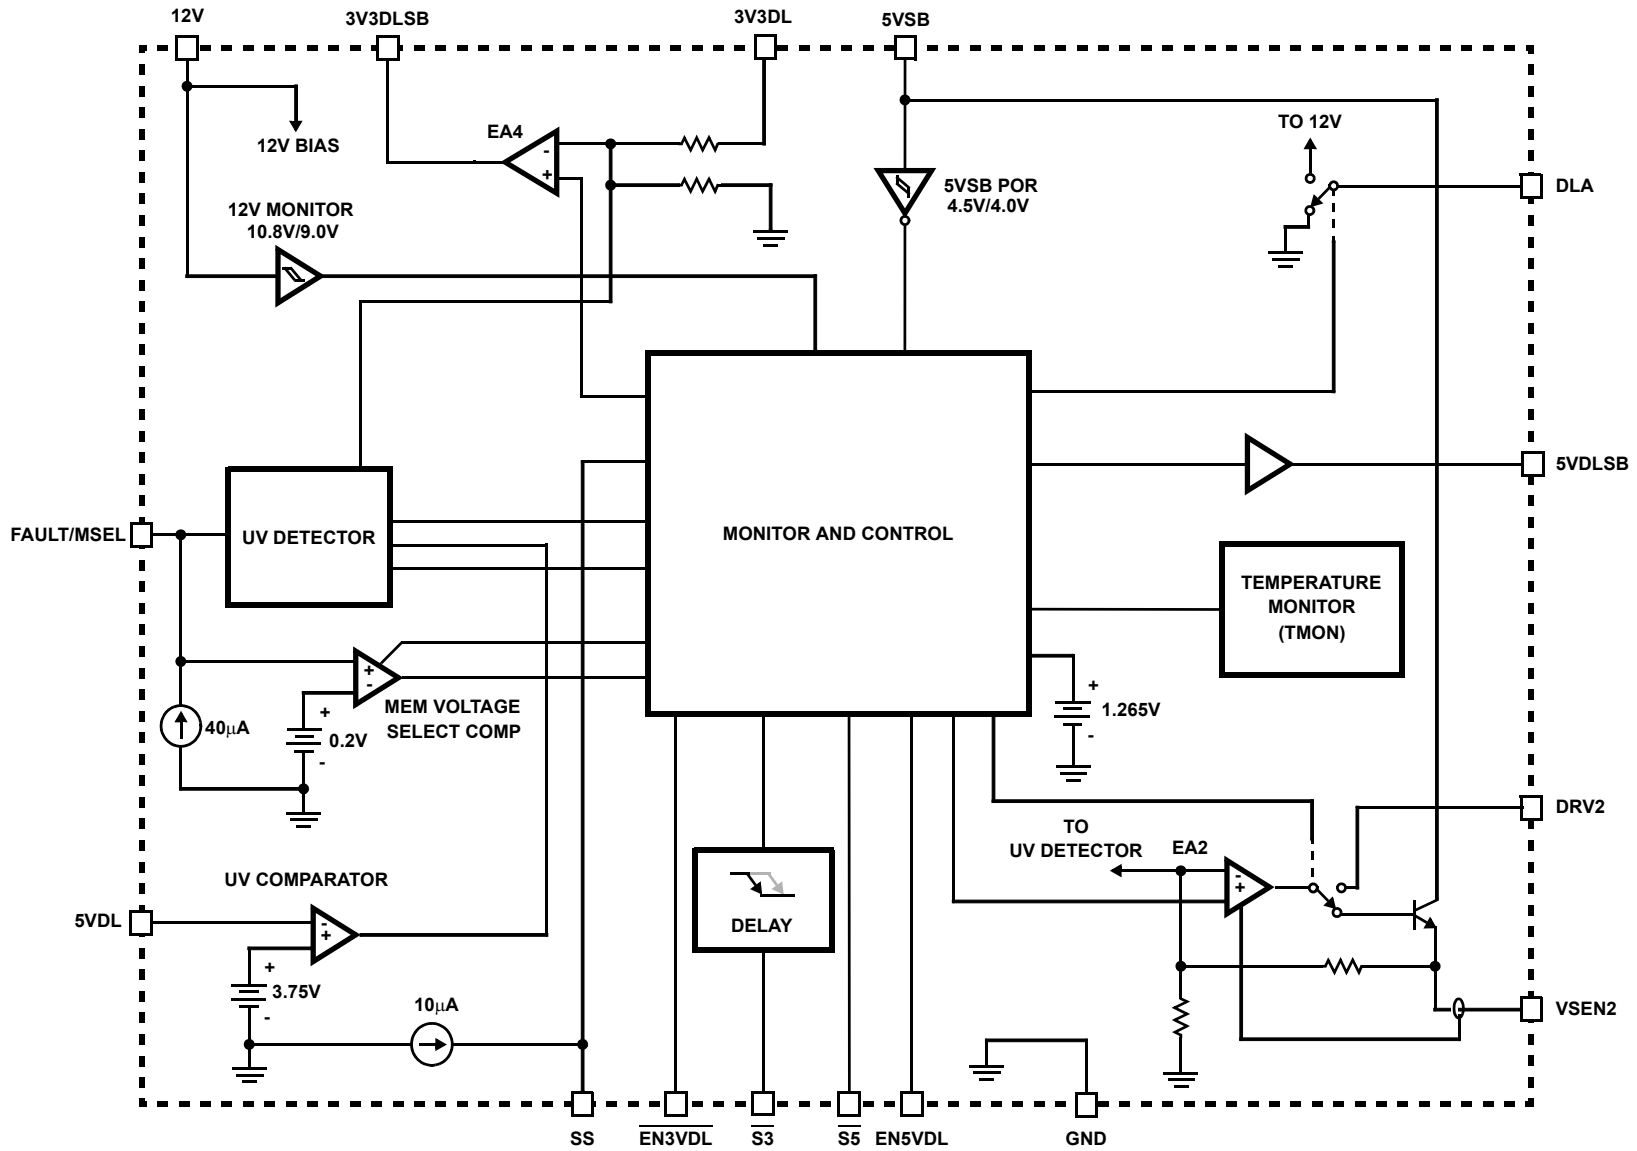 12V
3V3DLSB
3V3DL
5VSB
EA4
-
+
12V BIAS
TO 12V
5VSB POR
4.5V/4.0V
DLA
12V MONITOR
10.8V/9.0V
5VDLSB
FAULT/MSEL
UV DETECTOR
MONITOR AND CONTROL
TEMPERATURE
MONITOR
(TMON)
+
-
MEM VOLTAGE
SELECT COMP
40μA
+
0.2V
-
+
1.265V
-
DRV2
TO
UV DETECTOR
EA2
-
+
UV COMPARATOR
5VDL
-
+
DELAY
+
3.75V
-
10μA
VSEN2
SS
EN3VDL
S3
S5
EN5VDL
GND